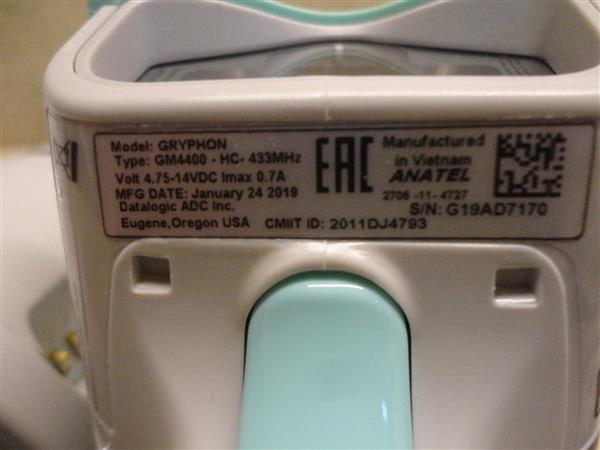 Model: GRYPHON
Type: GM4400 - HC- 433MHz
Volt 4.75-14VDC Imax 0.7A
MFG DATE: January 24 2019
Datalogic ADC Inc.
Eugene,Oregon USA CMIIT ID: 2011DJ4793
EAC
Manufactured
in Vietnam
ANATEL
2706 -11- 4727
S/N: G19AD7170